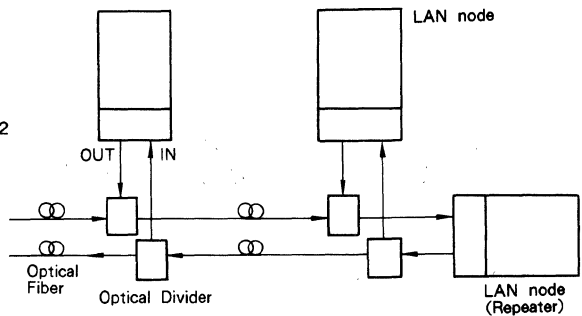 LAN node
2
OUT
IN
Optical
Fiber
Optical Divider
LAN node
(Repeater)